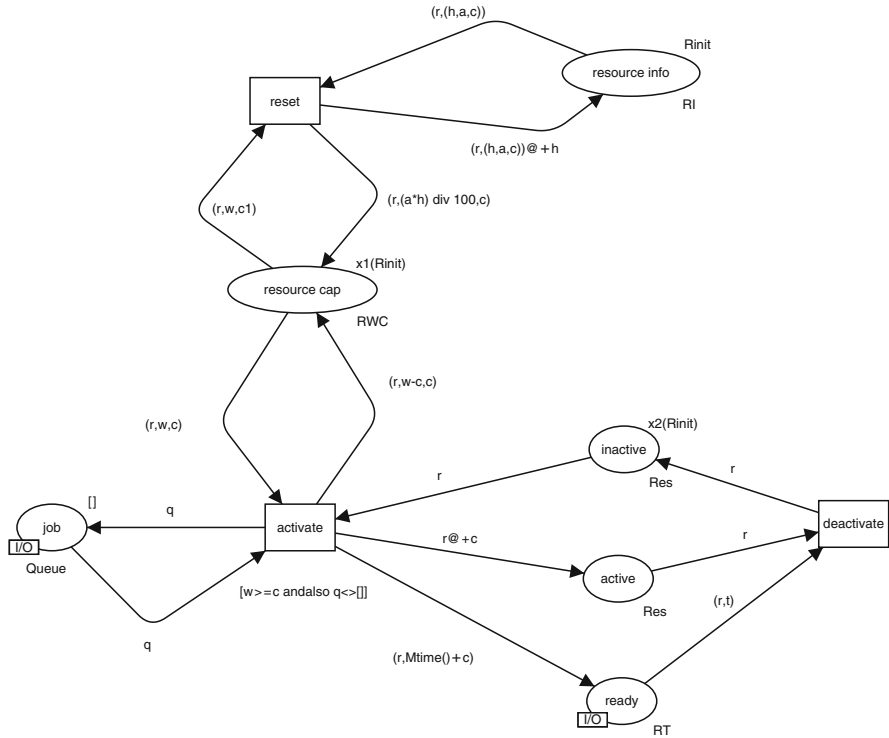 (r,(h,a,c))
Rinit
resource info
RI
reset
(r,(h,a,c))@+h
(r,w,c1)
(r,(a*h) div 100,c)
x1(Rinit)
resource cap
RWC
(r,w,c)
(r,w-c,c)
x2(Rinit)
inactive
Res
r
r
[]
job
I/O
Queue
q
activate
deactivate
r@+c
r
active
Res
[w>=c andalso q<>[]]
q
(r,t)
(r,Mtime()+c)
ready
I/O
RT